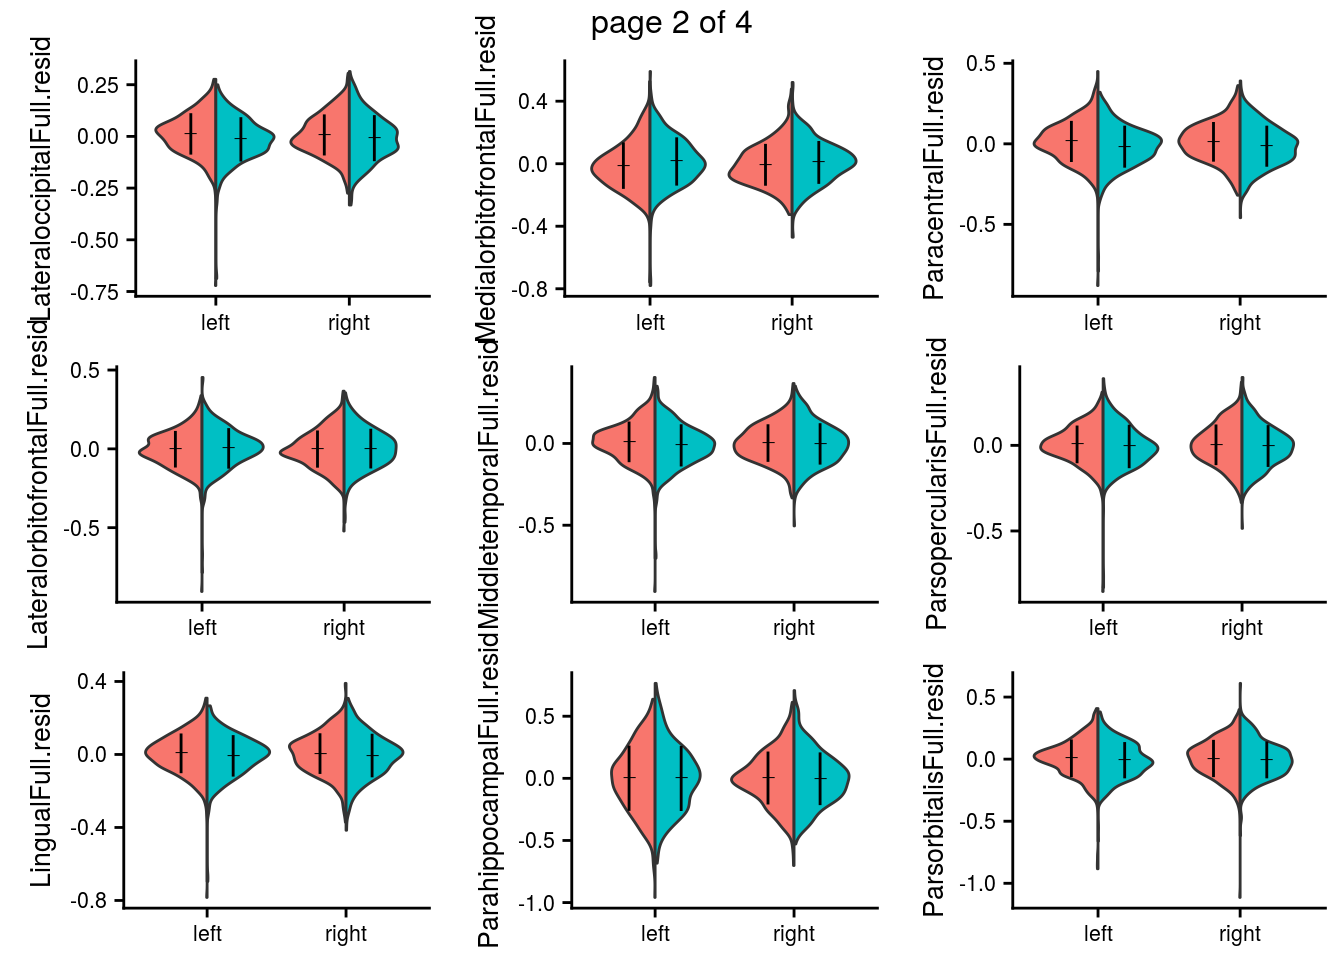 page 2 of 4
LateraloccipitalFull.resid
0.25
0.00
-0.25
-0.50
-0.75
left right
MedialorbitofrontalFull.resid
0.4
0.0
-0.4
-0.8
left right
ParacentralFull.resid
0.5
0.0
-0.5
left right
LateralorbitofrontalFull.resid
0.5
0.0
-0.5
left right
MiddletemporalFull.resid
0.0
-0.5
left right
ParsopercularisFull.resid
0.0
-0.5
left right
LingualFull.resid
0.4
0.0
-0.4
-0.8
left right
ParahippocampalFull.resid
0.5
0.0
-0.5
-1.0
left right
ParsorbitalisFull.resid
0.5
0.0
-0.5
-1.0
left right